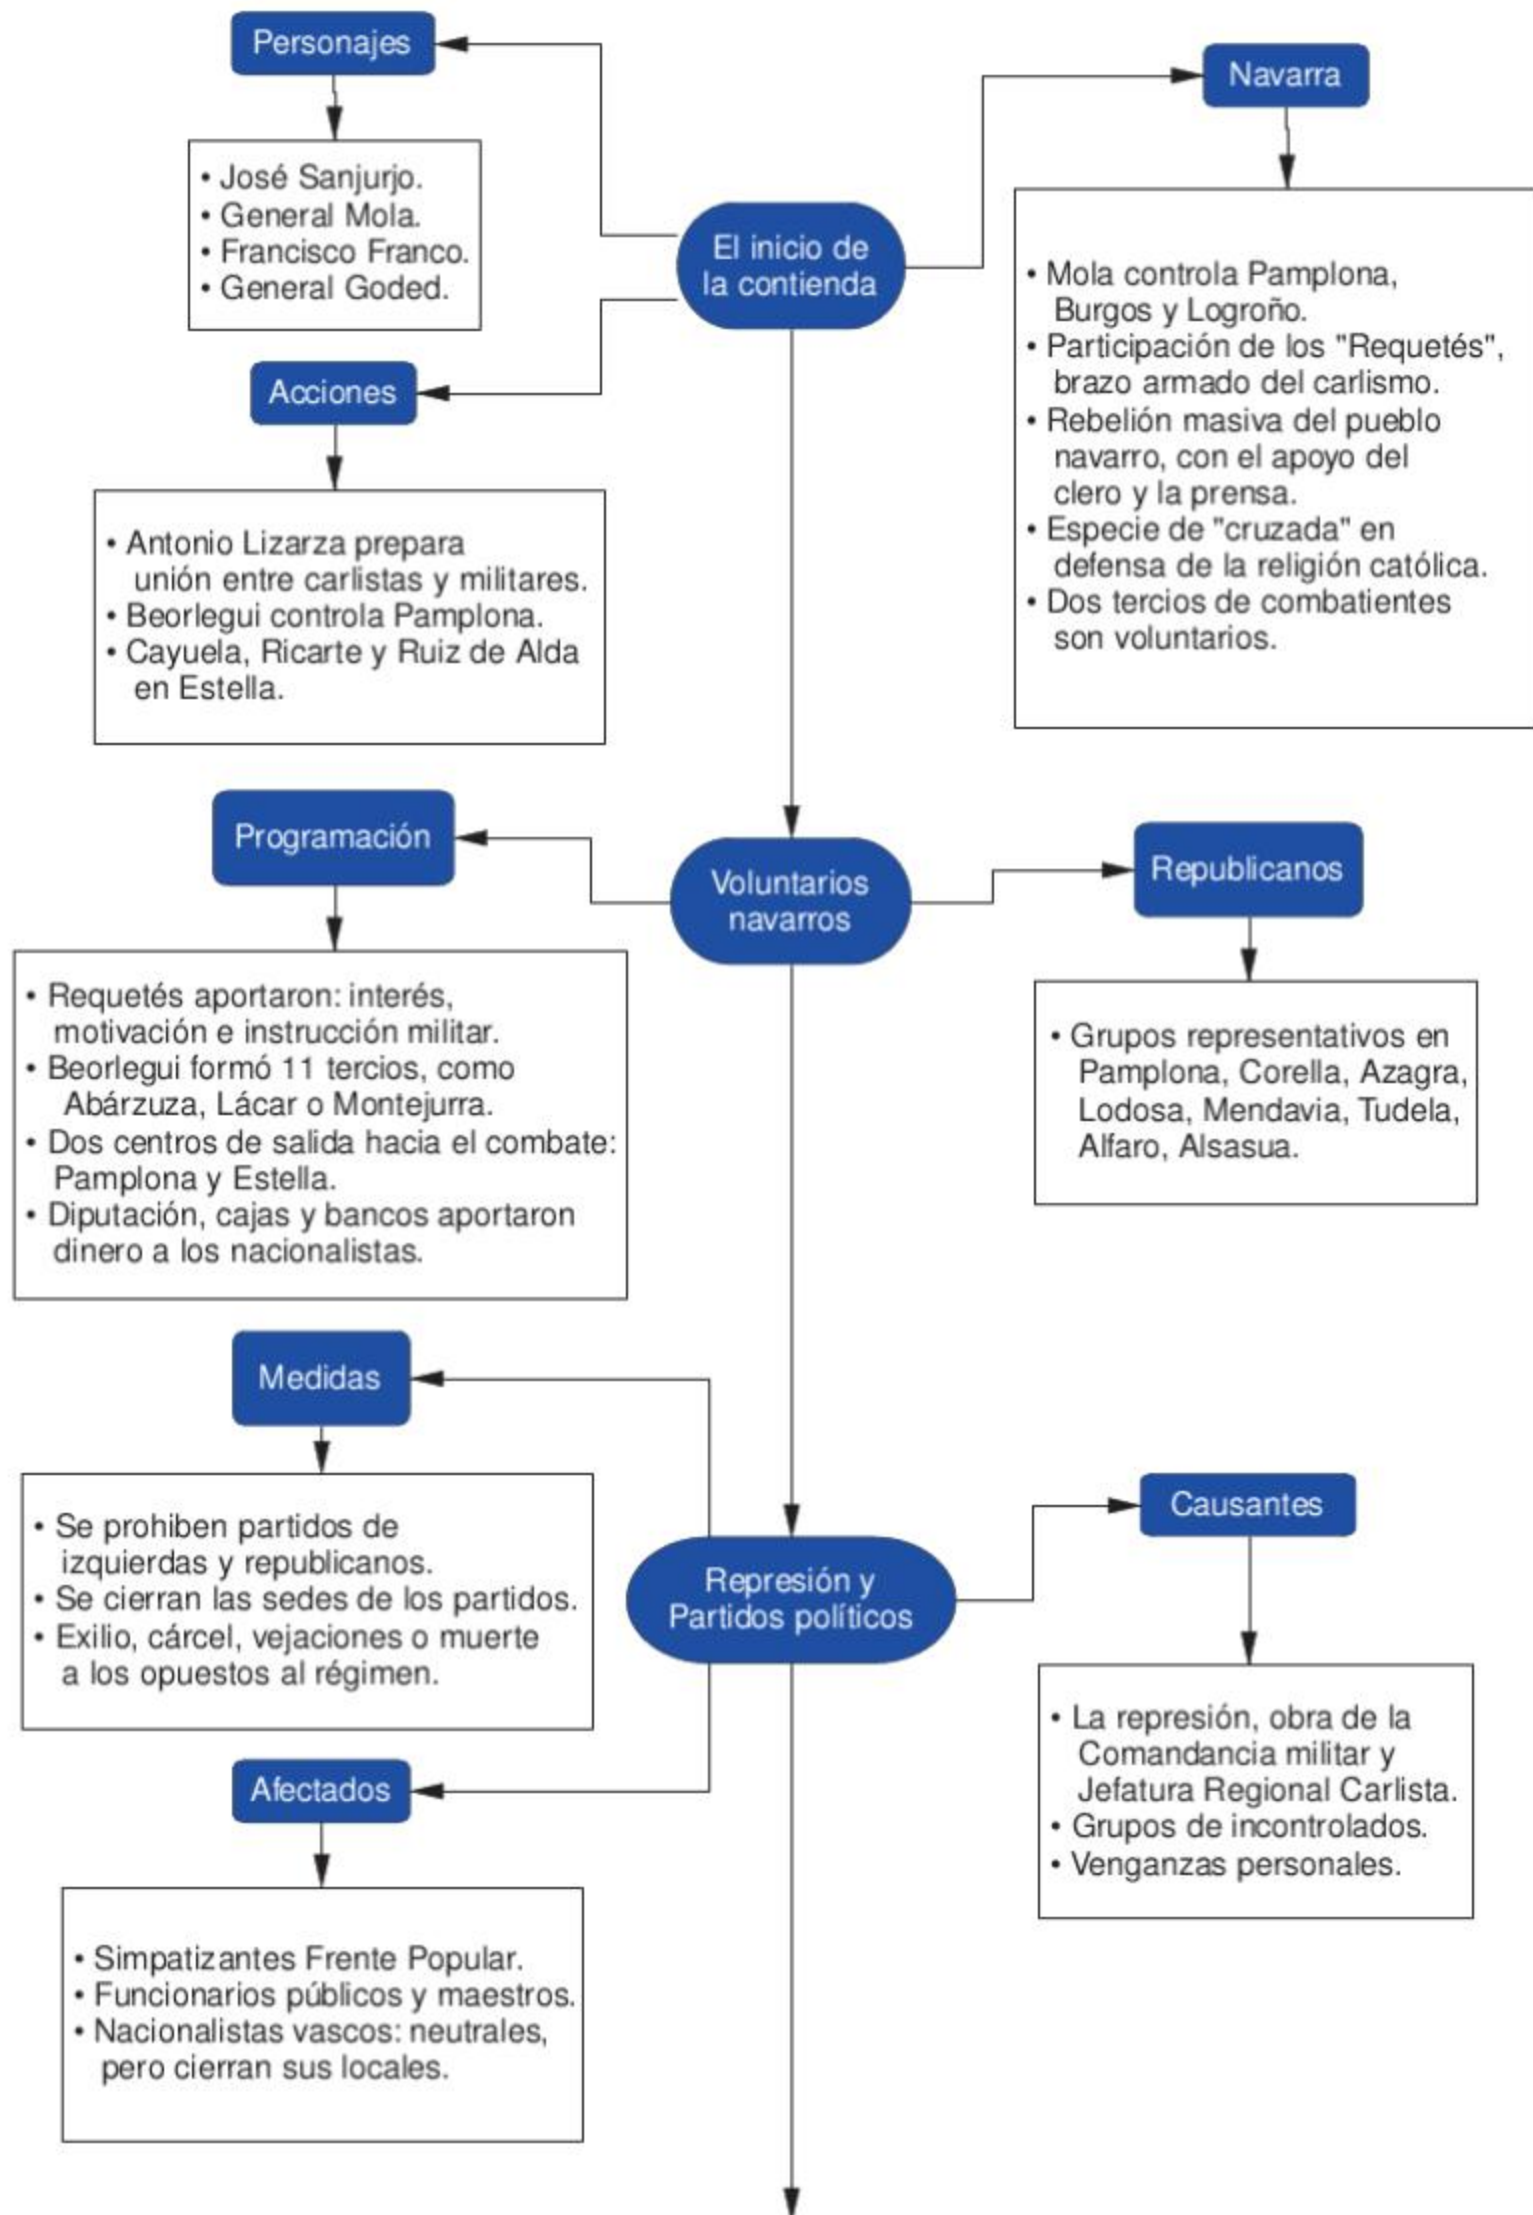 Personajes
• José Sanjurjo.
• General Mola.
• Francisco Franco.
• General Goded.
El inicio de
la contienda
Navarra
• Mola controla Pamplona,
Burgos y Logroño.
• Participación de los "Requetés",
brazo armado del carlismo.
• Rebelión masiva del pueblo
navarro, con el apoyo del
clero y la prensa.
• Especie de "cruzada" en
defensa de la religión católica.
• Dos tercios de combatientes
son voluntarios.
Acciones
• Antonio Lizarza prepara
unión entre carlistas y militares.
• Beorlegui controla Pamplona.
• Cayuela, Ricarte y Ruiz de Alda
en Estella.
Programación
• Requetés aportaron: interés,
motivación e instrucción militar.
• Beorlegui formó 11 tercios, como
Abárzuza, Lácar o Montejurra.
• Dos centros de salida hacia el combate:
Pamplona y Estella.
• Diputación, cajas y bancos aportaron
dinero a los nacionalistas.
Voluntarios
navarros
Republicanos
• Grupos representativos en
Pamplona, Corella, Azagra,
Lodosa, Mendavia, Tudela,
Alfaro, Alsasua.
Medidas
• Se prohiben partidos de
izquierdas y republicanos.
• Se cierran las sedes de los partidos.
• Exilio, cárcel, vejaciones o muerte
a los opuestos al régimen.
Represión y
Partidos políticos
Causantes
• La represión, obra de la
Comandancia militar y
Jefatura Regional Carlista.
• Grupos de incontrolados.
• Venganzas personales.
Afectados
• Simpatizantes Frente Popular.
• Funcionarios públicos y maestros.
• Nacionalistas vascos: neutrales,
pero cierran sus locales.